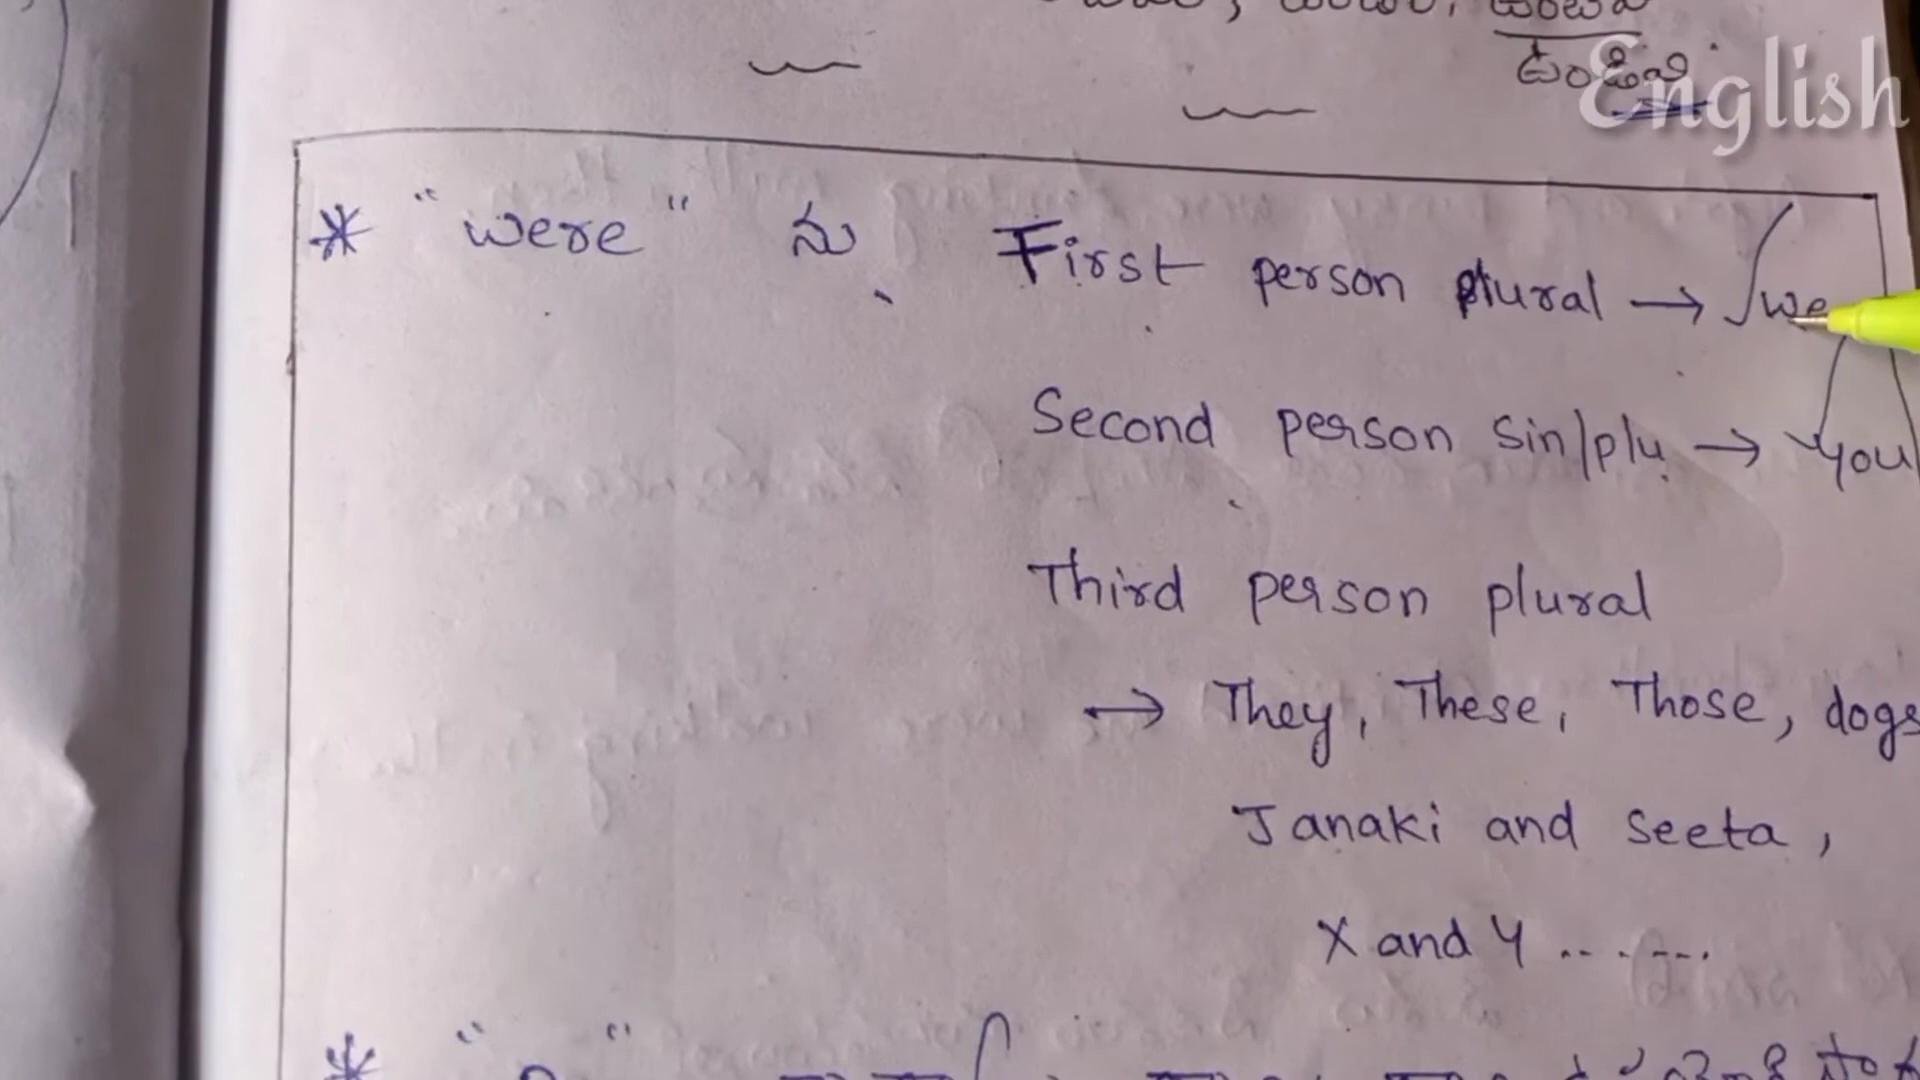 English
* "were" ను First person plural → we
Second person sin/plu → you
Third person plural
→ They, These, Those, dogs
Janaki and seeta,
X and Y .......
*